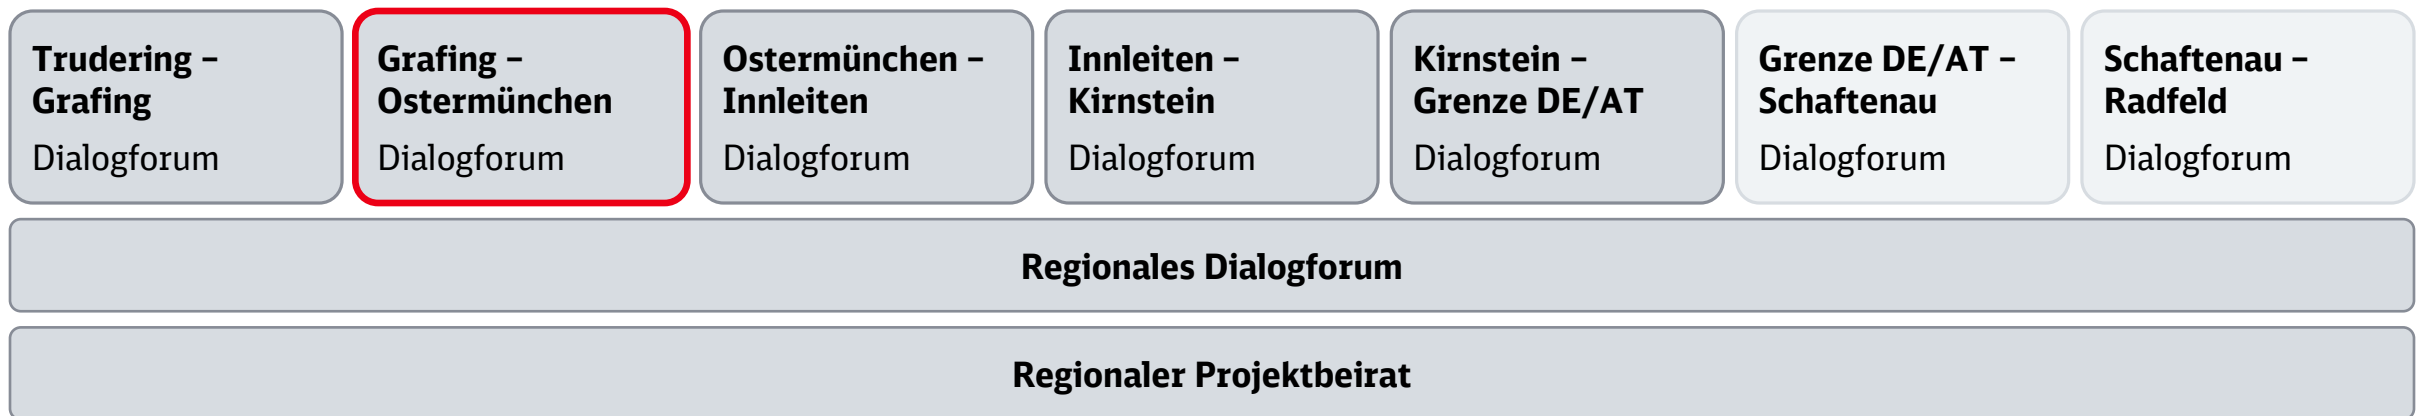 Trudering –
Grafing
Dialogforum
Grafing –
Ostermünchen
Dialogforum
Ostermünchen –
Innleiten
Dialogforum
Innleiten –
Kirnstein
Dialogforum
Kirnstein –
Grenze DE/AT
Dialogforum
Grenze DE/AT –
Schaftenau
Dialogforum
Schaftenau –
Radfeld
Dialogforum
Regionales Dialogforum
Regionaler Projektbeirat